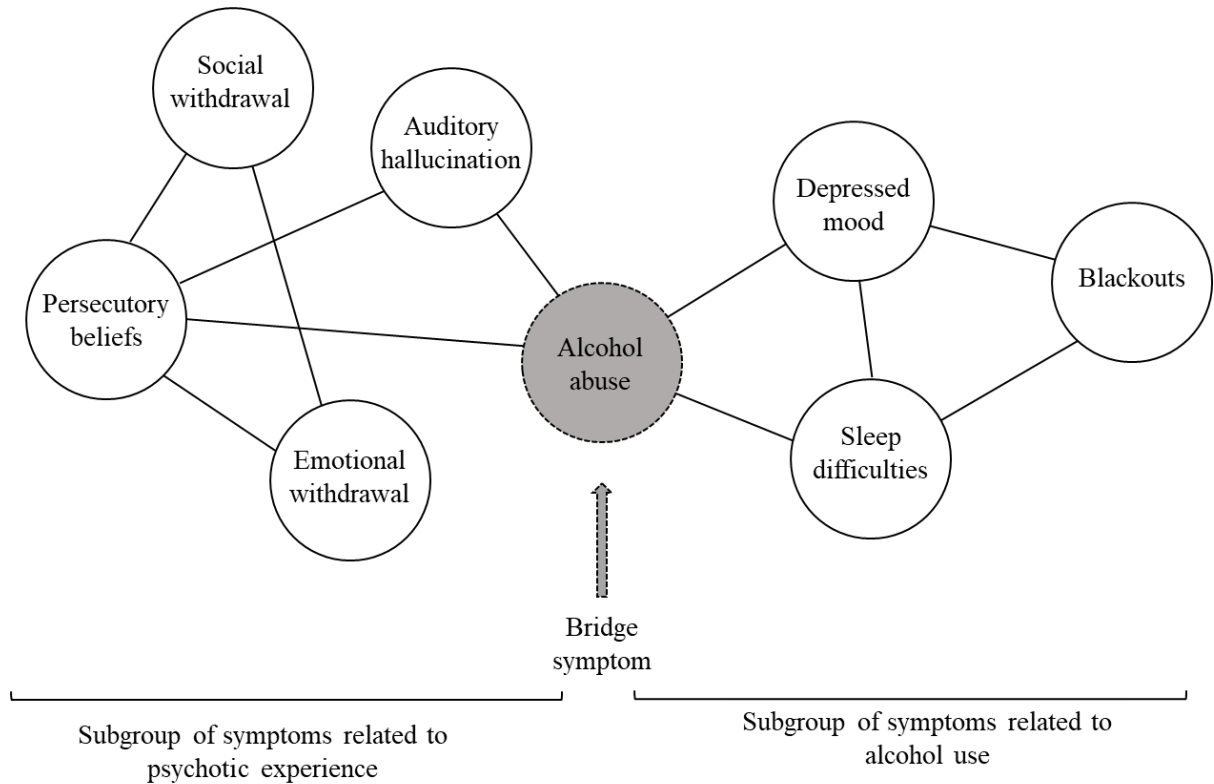 Social
withdrawal
Auditory
hallucination
Persecutory
beliefs
Emotional
withdrawal
Alcohol
abuse
Depressed
mood
Blackouts
Sleep
difficulties
Bridge
symptom
Subgroup of symptoms related to
psychotic experience
Subgroup of symptoms related to
alcohol use